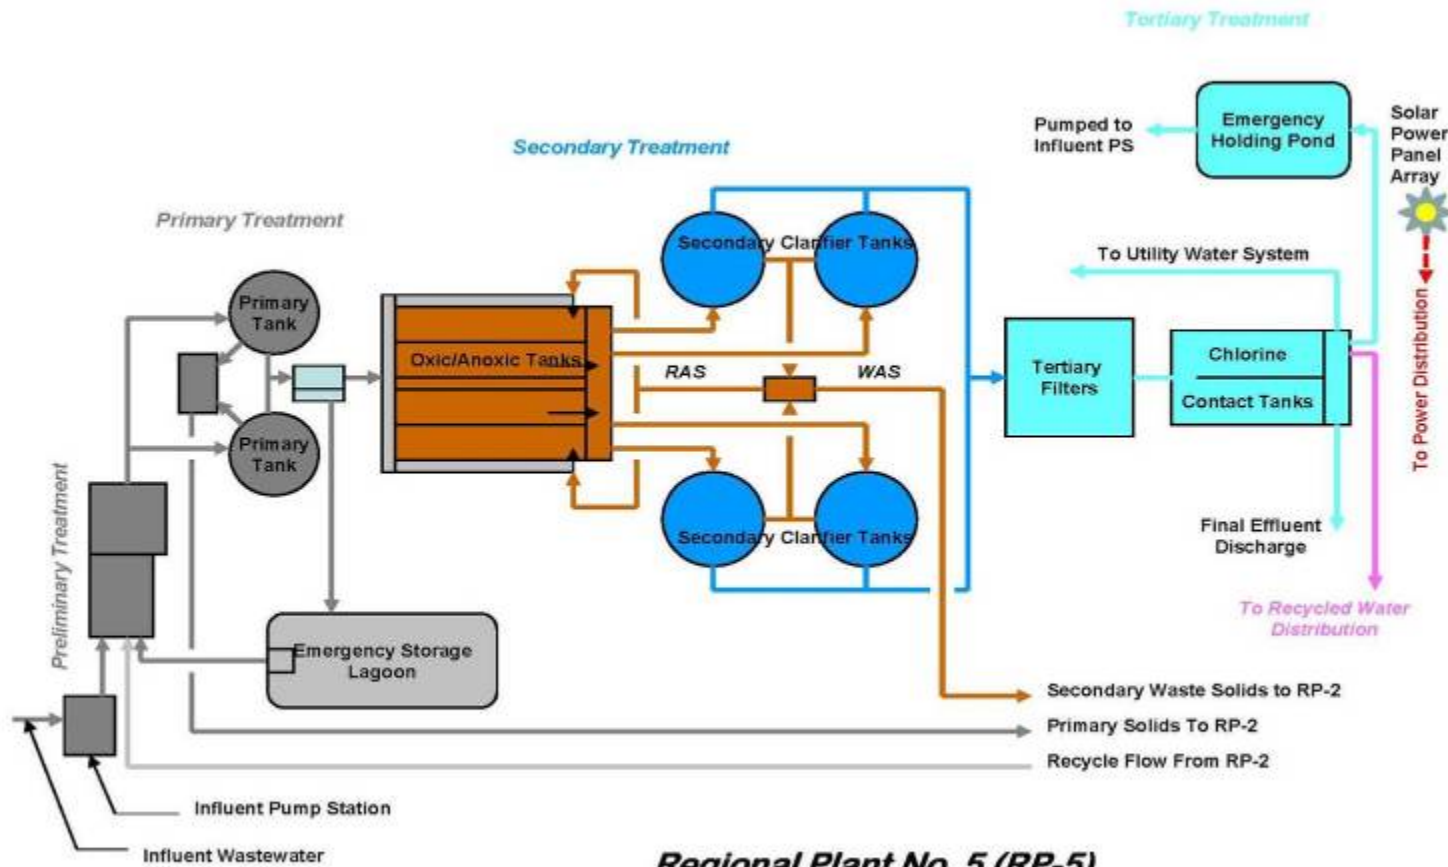 Tertiary Treatment
Emergency
Holding Pond
Pumped to
Influent PS
Solar
Power
Panel
Array
Secondary Treatment
Primary Treatment
Secondary Clarifier Tanks
To Utility Water System
To Power Distribution
Primary
Tank
Oxic/Anoxic Tanks
RAS
WAS
Tertiary
Filters
Chlorine
Contact Tanks
Primary
Tank
Preliminary Treatment
Secondary Clarifier Tanks
Final Effluent
Discharge
To Recycled Water
Distribution
Emergency Storage
Lagoon
Secondary Waste Solids to RP-2
Primary Solids To RP-2
Recycle Flow From RP-2
Influent Pump Station
Influent Wastewater
Regional Plant No. 5 (RP-5)